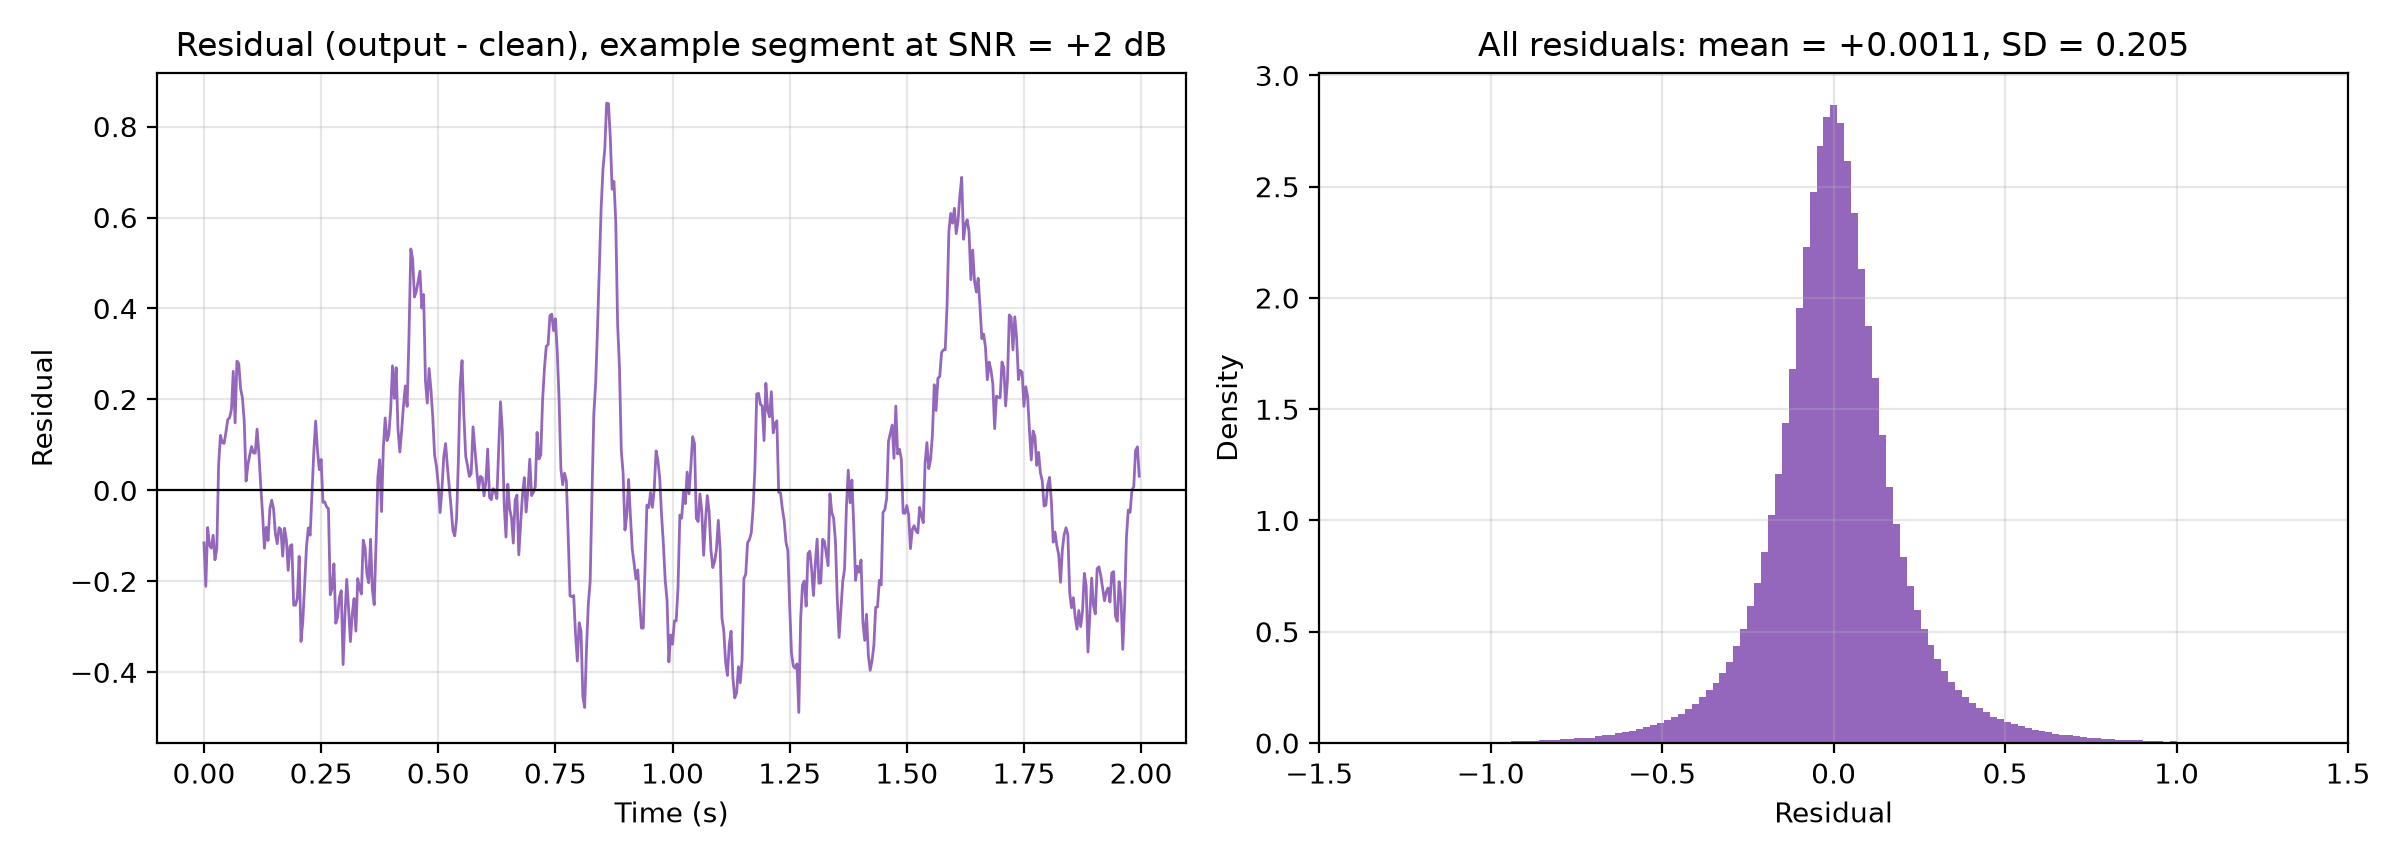 Residual (output - clean), example segment at SNR = +2 dB
Residual
0.8
0.6
0.4
0.2
0.0
−0.2
−0.4
0.00 0.25 0.50 0.75 1.00 1.25 1.50 1.75 2.00
Time (s)
All residuals: mean = +0.0011, SD = 0.205
Density
3.0
2.5
2.0
1.5
1.0
0.5
0.0
−1.5 −1.0 −0.5 0.0 0.5 1.0 1.5
Residual